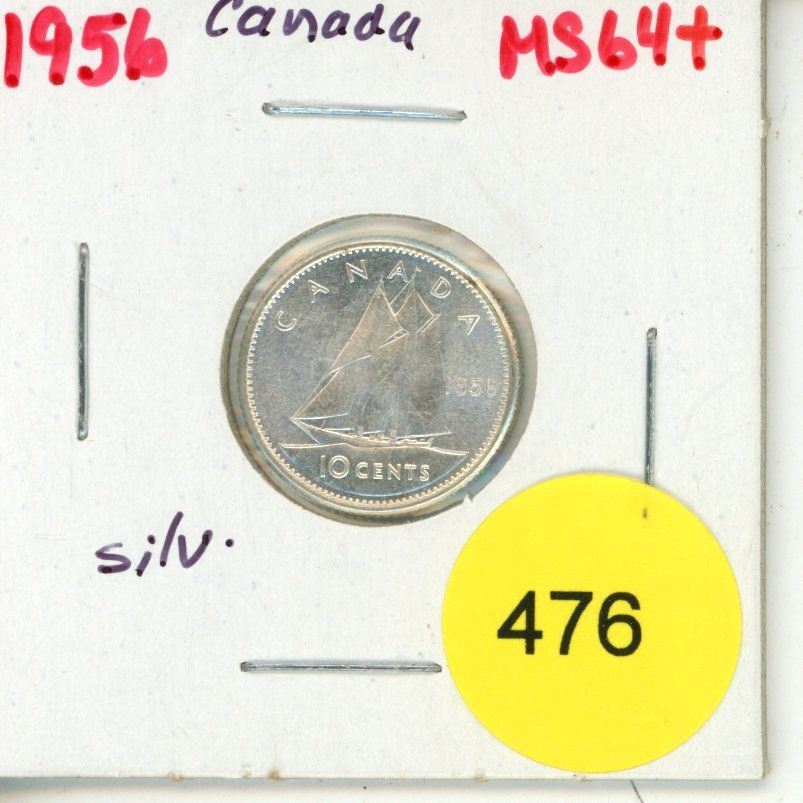 1956 Canada MS64+
CANADA
1956
10 CENTS
silv.
476